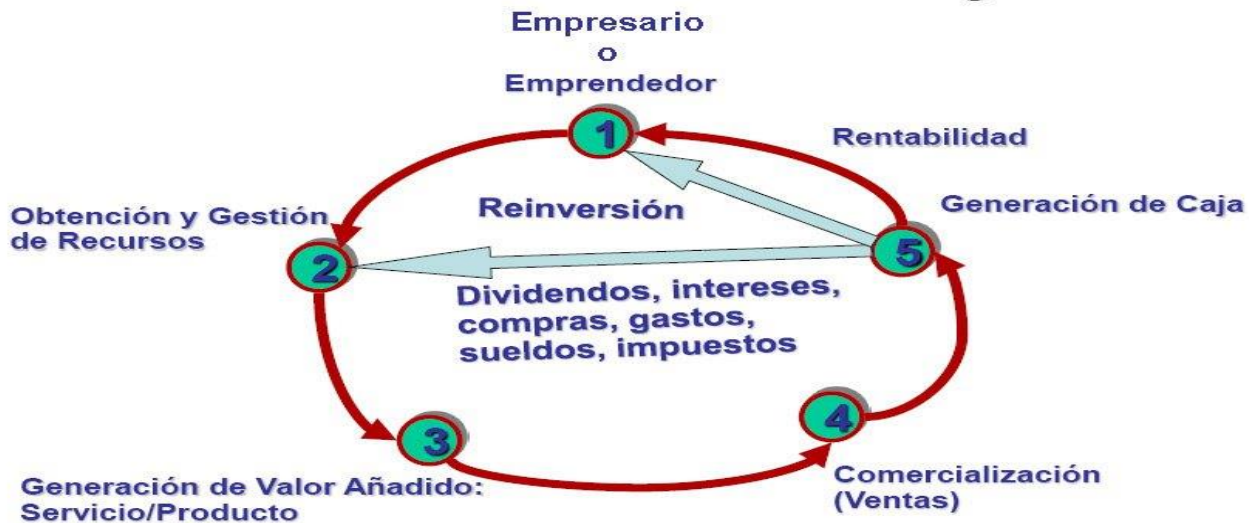 Empresario
o
Emprendedor
1
Rentabilidad
Reinversión
Generación de Caja
Obtención y Gestión
de Recursos
2
5
Dividendos, intereses,
compras, gastos,
sueldos, impuestos
3
4
Generación de Valor Añadido:
Servicio/Producto
Comercialización
(Ventas)